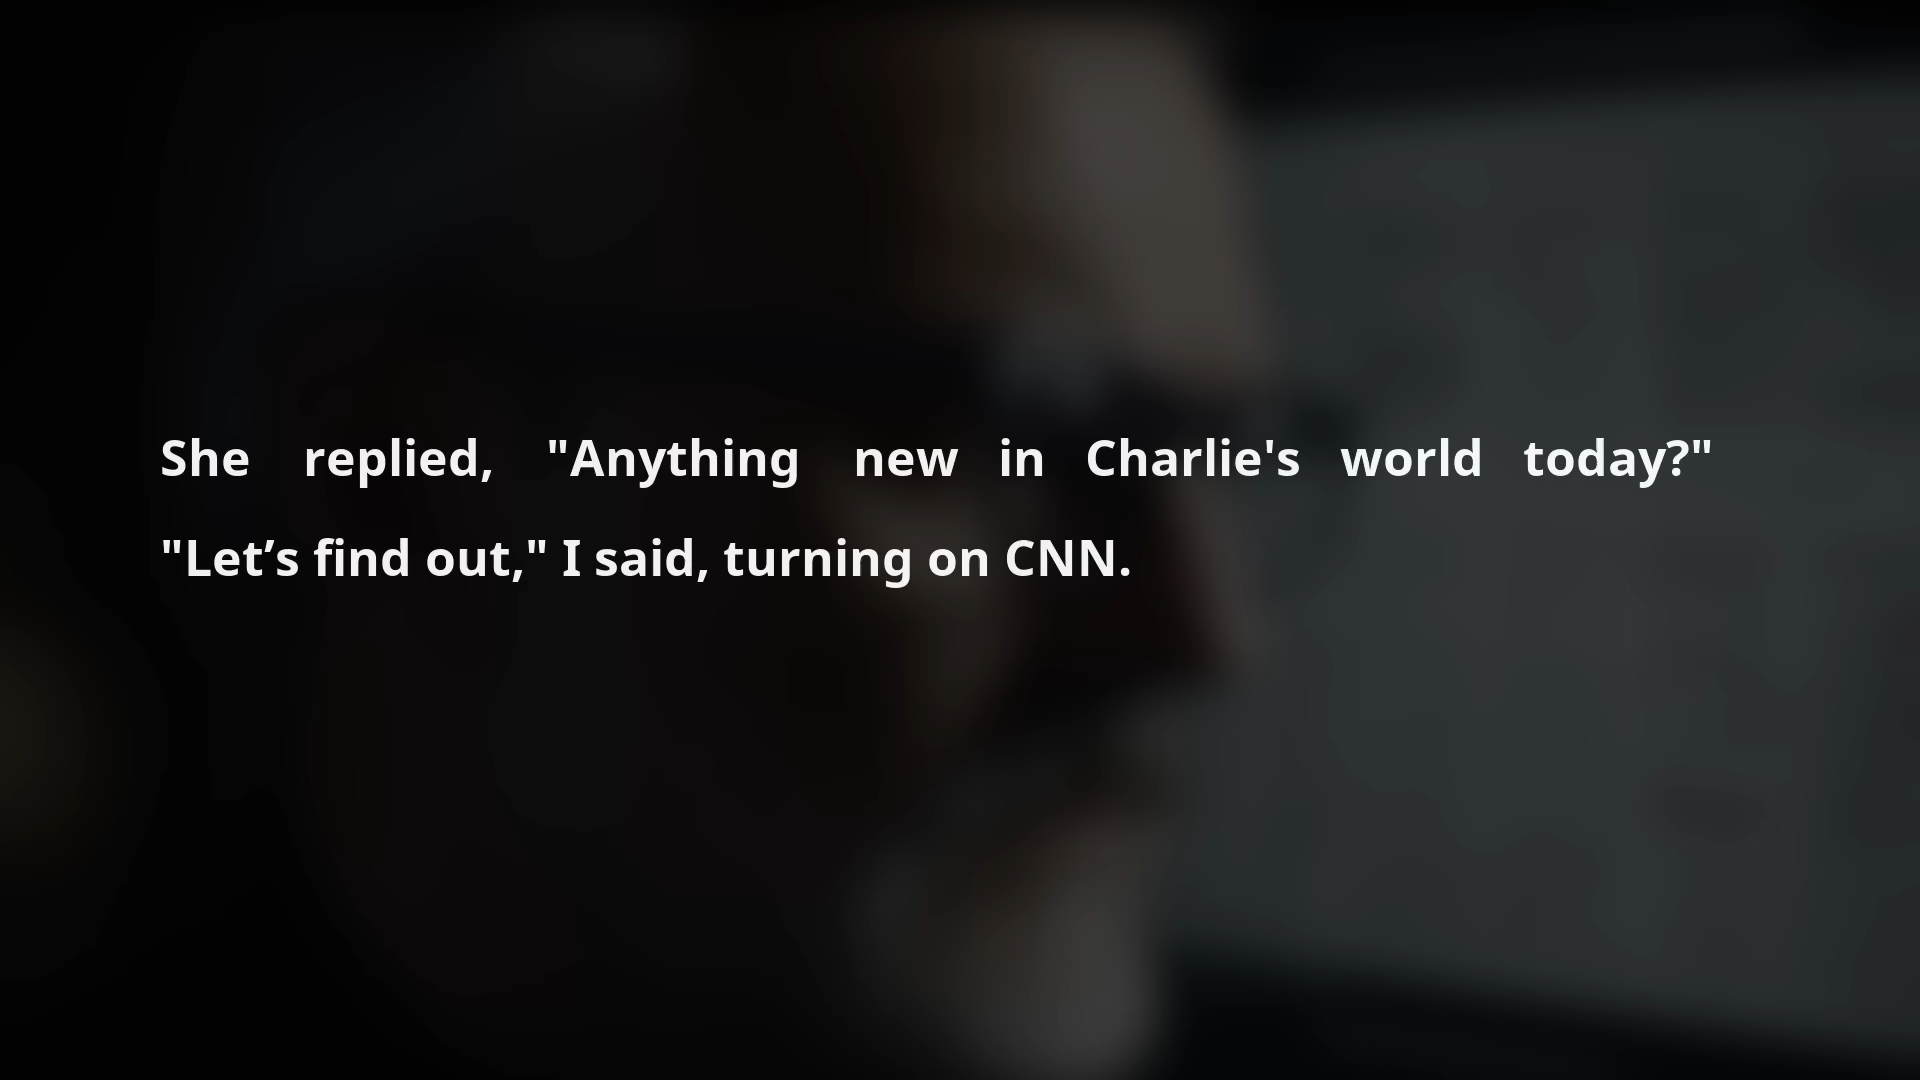 She replied, "Anything new in Charlie's world today?"
"Let’s find out," I said, turning on CNN.